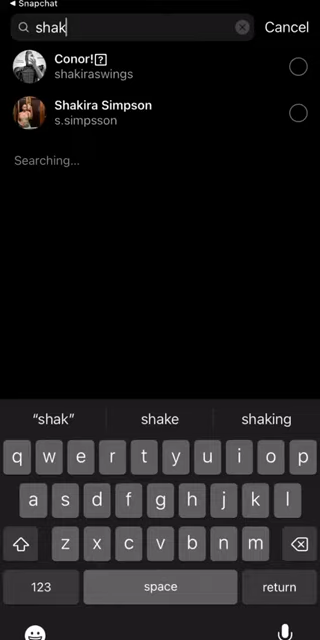 ◀ Snapchat
shak
Cancel
Conor!⍰
shakiraswings
Shakira Simpson
s.simpsson
Searching...
“shak” shake shaking
q w e r t y u i o p
a s d f g h j k l
z x c v b n m
123 space return